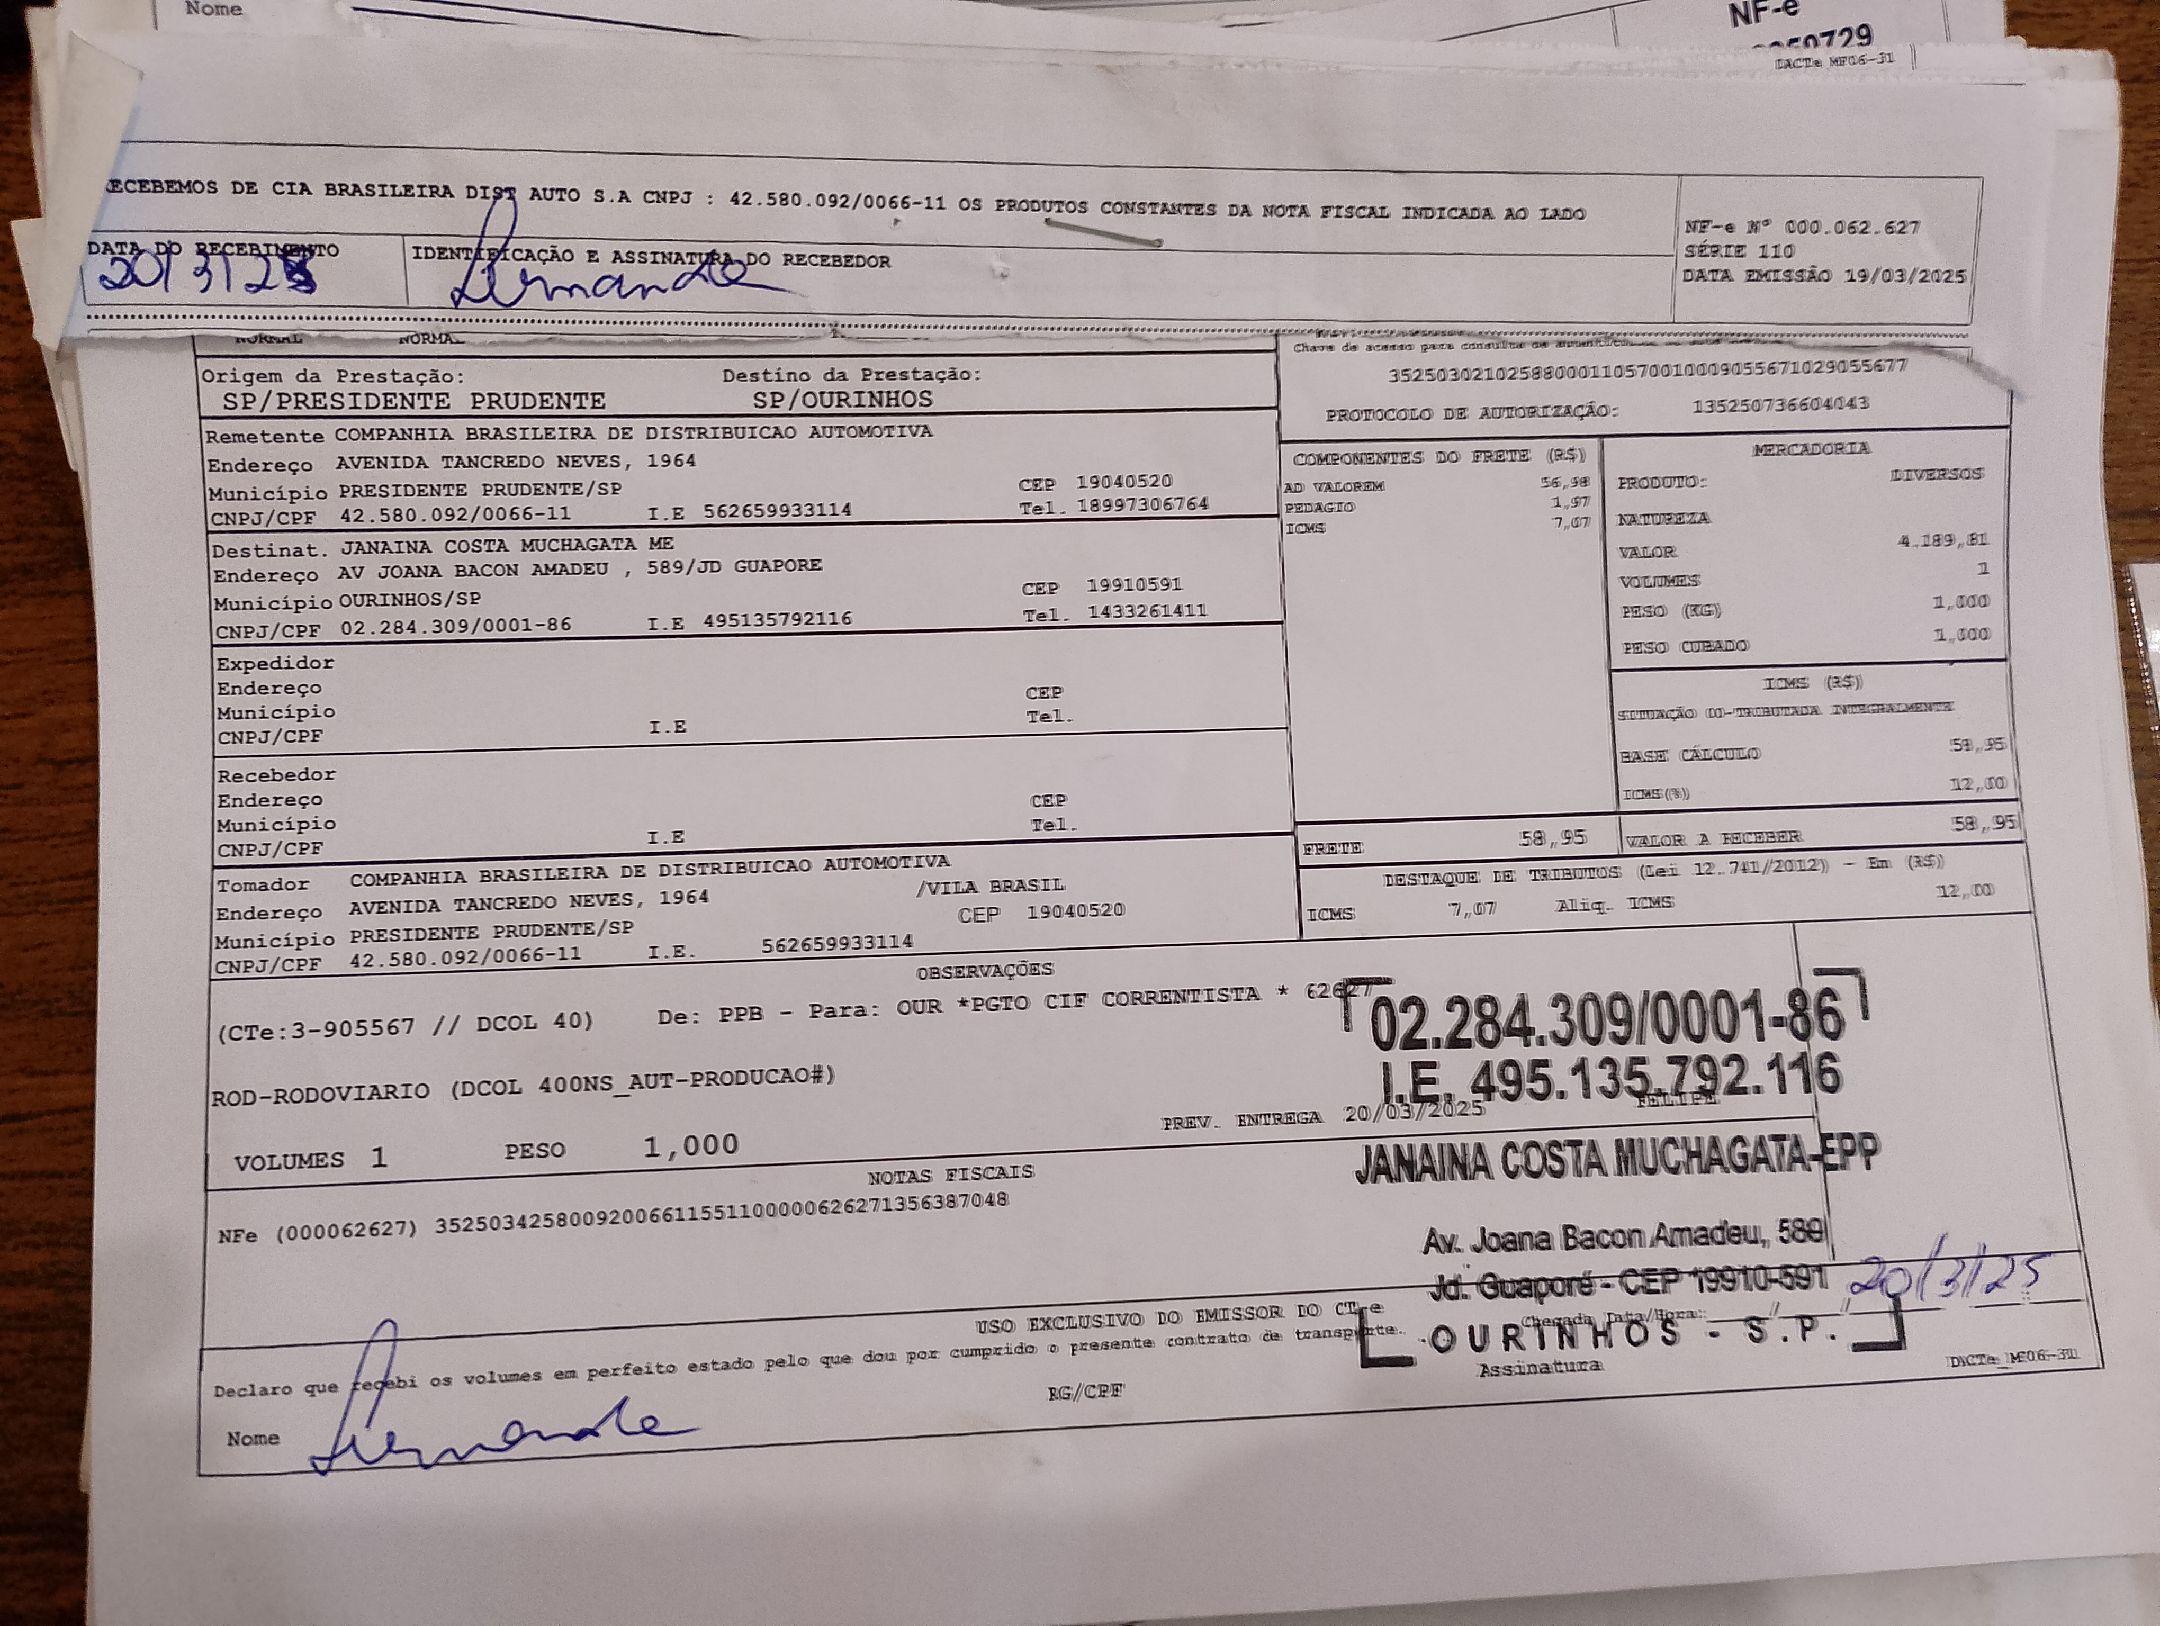 Nome
NF-e
DACTe MF06-31
ECEBEMOS DE CIA BRASILEIRA DIST AUTO S.A CNPJ : 42.580.092/0066-11 OS PRODUTOS CONSTANTES DA NOTA FISCAL INDICADA AO LADO
NF-e Nº 000.062.627
SÉRIE 110
DATA EMISSÃO 19/03/2025
DATA DO RECEBIMENTO
20/3/25
IDENTIFICAÇÃO E ASSINATURA DO RECEBEDOR
NORMAL NORMAL
Chave de acesso para consulta de
35250302102588000110570010009055671029055677
PROTOCOLO DE AUTORIZAÇÃO: 135250736604043
Origem da Prestação: Destino da Prestação:
SP/PRESIDENTE PRUDENTE SP/OURINHOS
Remetente COMPANHIA BRASILEIRA DE DISTRIBUICAO AUTOMOTIVA
Endereço AVENIDA TANCREDO NEVES, 1964
Município PRESIDENTE PRUDENTE/SP CEP 19040520
CNPJ/CPF 42.580.092/0066-11 I.E 562659933114 Tel. 18997306764
Destinat. JANAINA COSTA MUCHAGATA ME
Endereço AV JOANA BACON AMADEU , 589/JD GUAPORE
Município OURINHOS/SP CEP 19910591
CNPJ/CPF 02.284.309/0001-86 I.E 495135792116 Tel. 1433261411
Expedidor
Endereço
Município CEP
CNPJ/CPF I.E Tel.
Recebedor
Endereço
Município CEP
CNPJ/CPF I.E Tel.
Tomador COMPANHIA BRASILEIRA DE DISTRIBUICAO AUTOMOTIVA
Endereço AVENIDA TANCREDO NEVES, 1964 /VILA BRASIL
Município PRESIDENTE PRUDENTE/SP CEP 19040520
CNPJ/CPF 42.580.092/0066-11 I.E. 562659933114
COMPONENTES DO FRETE (R$)
AD VALOREM 56,98
PEDAGIO 1,97
ICMS 7,07
MERCADORIA
PRODUTO: DIVERSOS
NATUREZA
VALOR 4.189,81
VOLUMES 1
PESO (KG) 1,000
PESO CUBADO 1,000
ICMS (R$)
SITUAÇÃO 00-TRIBUTADA INTEGRALMENTE
BASE CÁLCULO 58,95
ICMS(%) 12,00
FRETE 58,95 VALOR A RECEBER 58,95
DESTAQUE DE TRIBUTOS (Lei 12.741/2012) - Em (R$)
ICMS 7,07 Aliq. ICMS 12,00
OBSERVAÇÕES
(CTe:3-905567 // DCOL 40) De: PPB - Para: OUR *PGTO CIF CORRENTISTA * 62627
ROD-RODOVIARIO (DCOL 400NS_AUT-PRODUCAO#)
PREV. ENTREGA 20/03/2025 FELIPE
VOLUMES 1 PESO 1,000
NOTAS FISCAIS
NFe (000062627) 35250342580092006611551100000626271356387048
02.284.309/0001-86
I.E. 495.135.792.116
JANAINA COSTA MUCHAGATA-EPP
Av. Joana Bacon Amadeu, 589
Jd. Guaporé - CEP 19910-591
OURINHOS - S.P.
20/3/25
USO EXCLUSIVO DO EMISSOR DO CT-e
Chegada Data/Hora: // //
Declaro que recebi os volumes em perfeito estado pelo que dou por cumprido o presente contrato de transporte.
Assinatura
DACTe_MF06-31
Nome RG/CPF